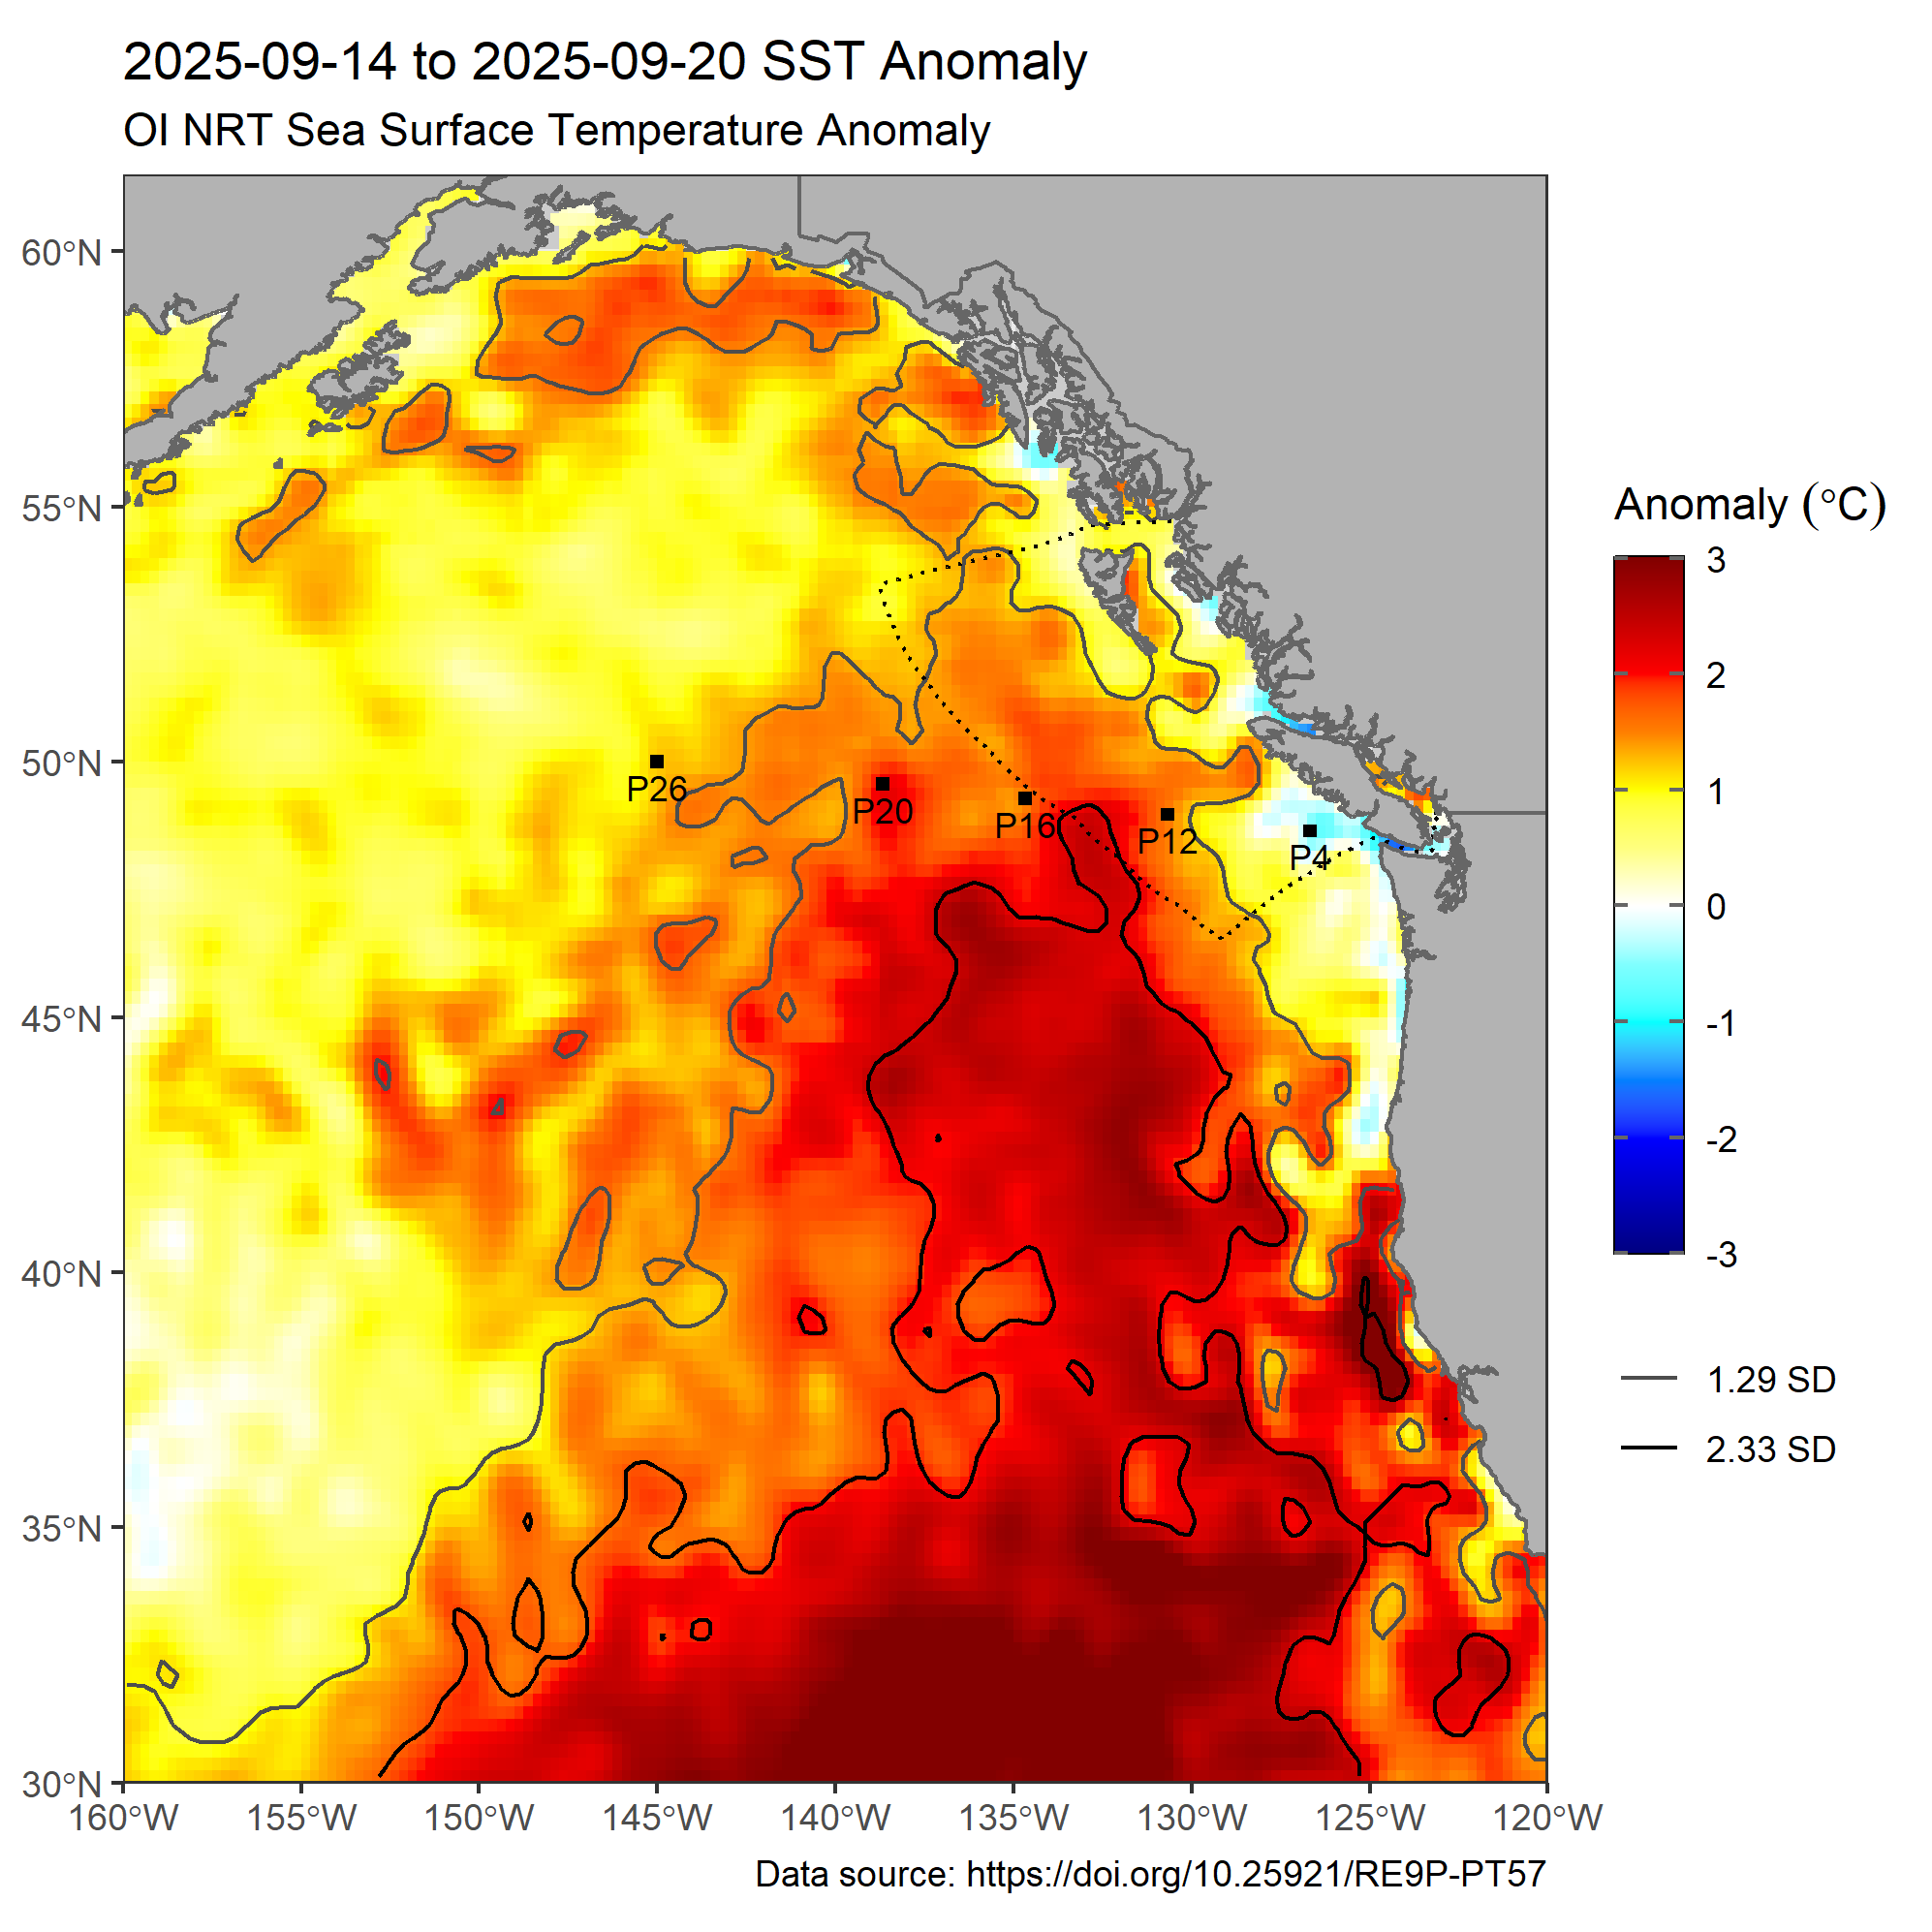 2025-09-14 to 2025-09-20 SST Anomaly
OI NRT Sea Surface Temperature Anomaly
60°N
55°N
50°N
45°N
40°N
35°N
30°N
P26
P20
P16
P12
P4
160°W
155°W
150°W
145°W
140°W
135°W
130°W
125°W
120°W
Anomaly (°C)
3
2
1
0
-1
-2
-3
1.29 SD
2.33 SD
Data source: https://doi.org/10.25921/RE9P-PT57